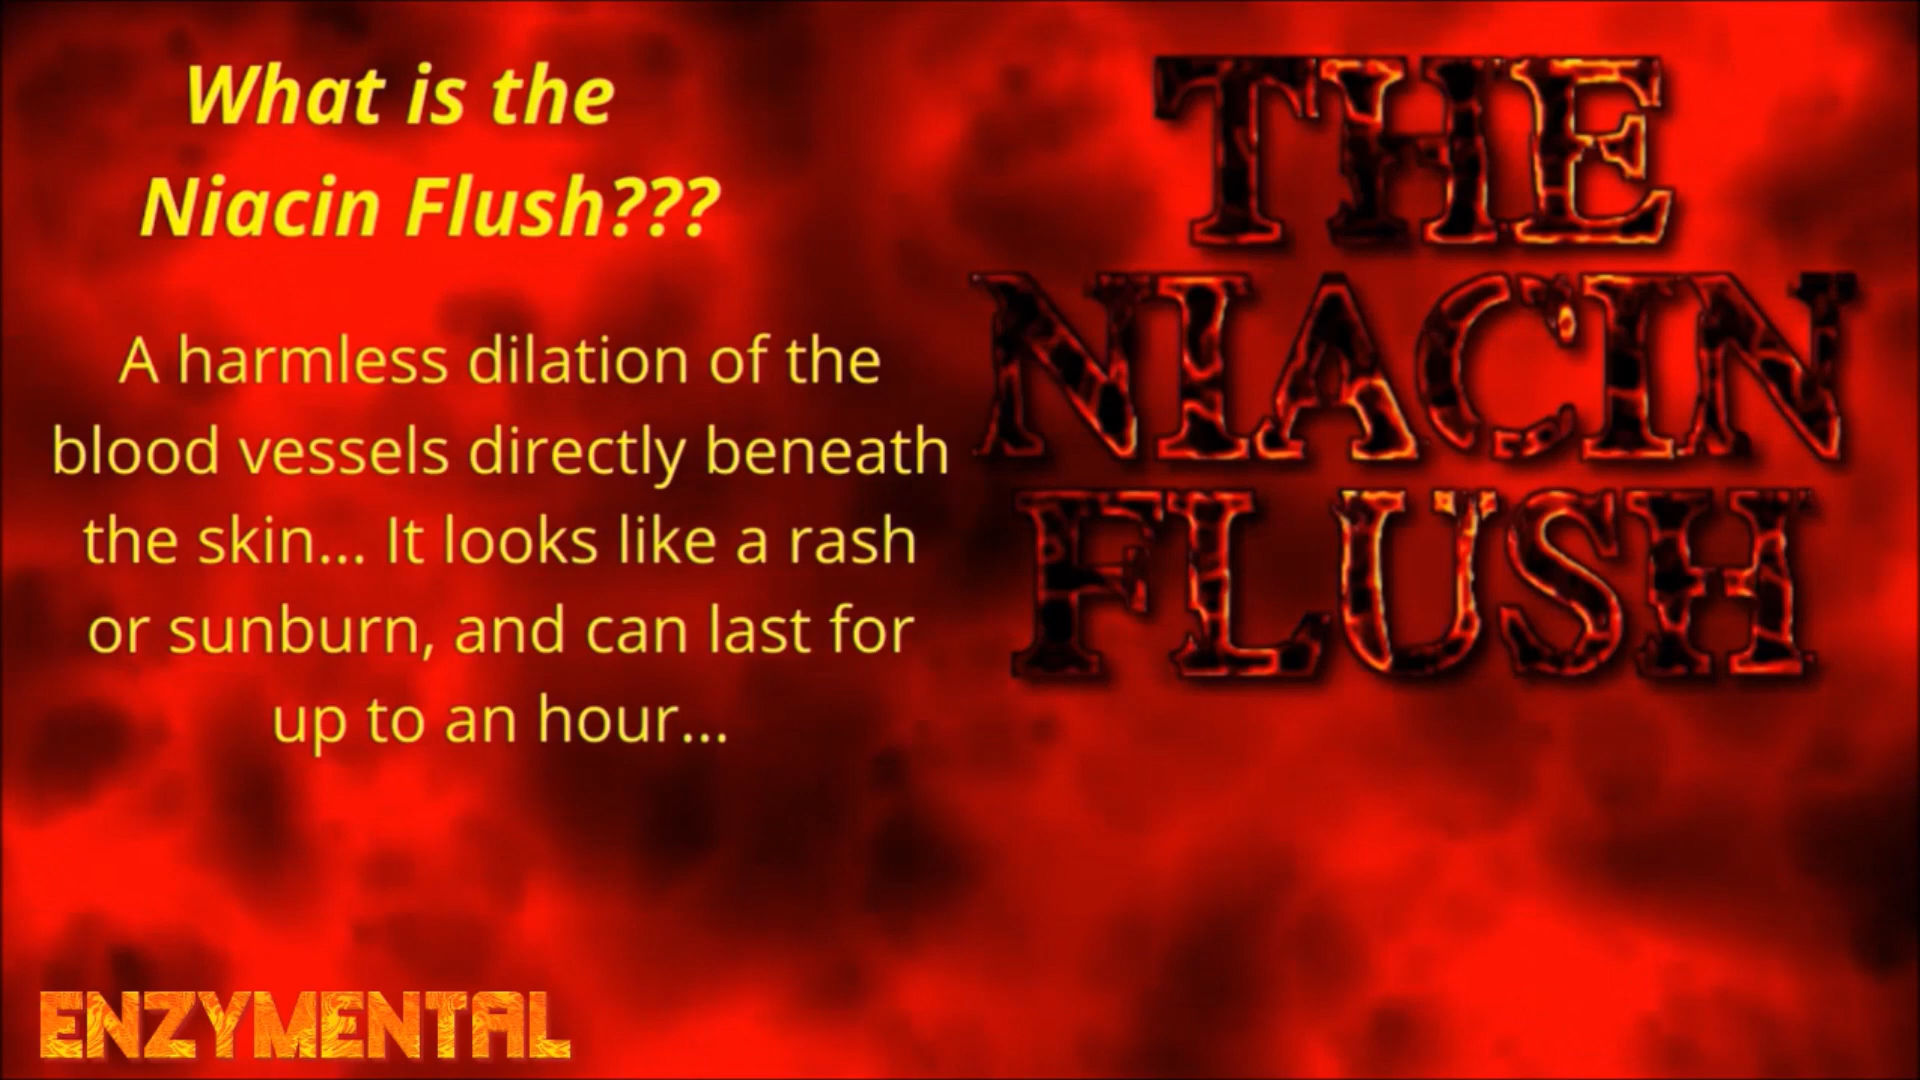 What is the
Niacin Flush???
A harmless dilation of the
blood vessels directly beneath
the skin... It looks like a rash
or sunburn, and can last for
up to an hour...
THE
NIACIN
FLUSH
ENZYMENTAL